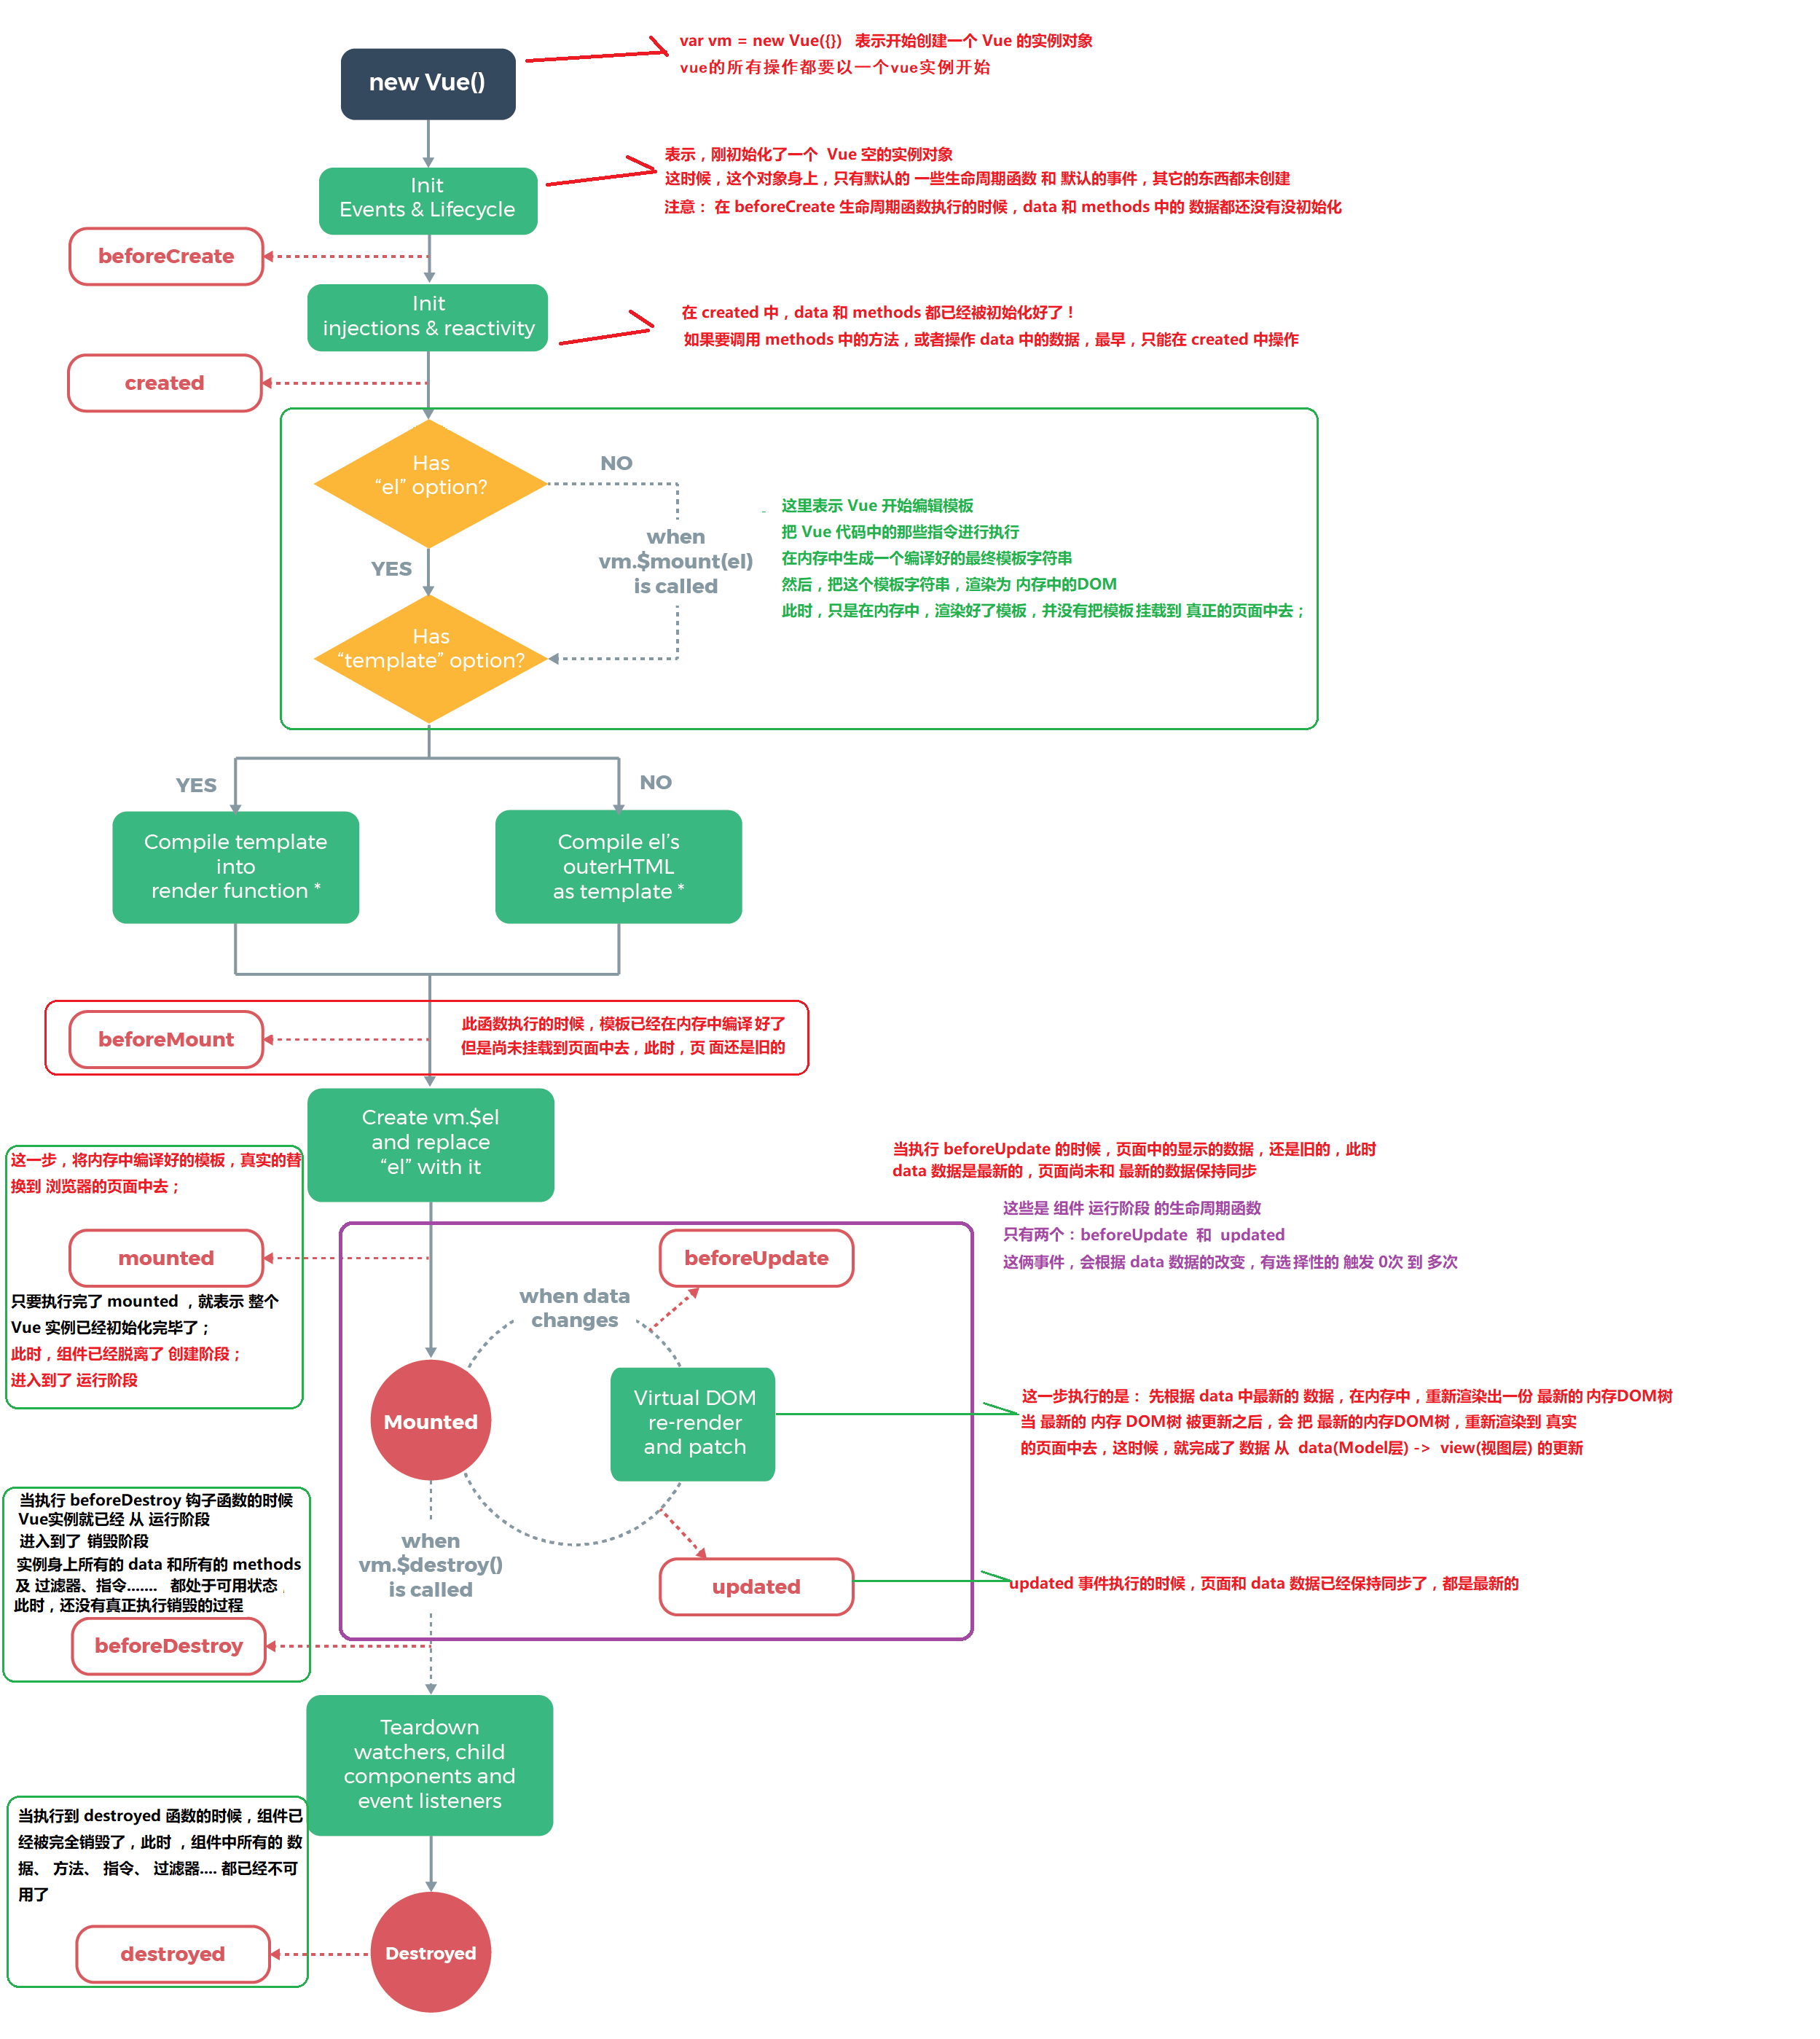 new Vue()
var vm = new Vue({}) 表示开始创建一个 Vue 的实例对象
vue的所有操作都要以一个vue实例开始
Init
Events & Lifecycle
表示，刚初始化了一个 Vue 空的实例对象
这时候，这个对象身上，只有默认的 一些生命周期函数 和 默认的事件，其它的东西都未创建
注意： 在 beforeCreate 生命周期函数执行的时候，data 和 methods 中的 数据都还没有没初始化
beforeCreate
Init
injections & reactivity
在 created 中，data 和 methods 都已经被初始化好了！
如果要调用 methods 中的方法，或者操作 data 中的数据，最早，只能在 created 中操作
created
Has
“el” option?
NO
YES
when
vm.$mount(el)
is called
这里表示 Vue 开始编辑模板
把 Vue 代码中的那些指令进行执行
在内存中生成一个编译好的最终模板字符串
然后，把这个模板字符串，渲染为 内存中的DOM
此时，只是在内存中，渲染好了模板，并没有把模板挂载到 真正的页面中去；
Has
“template” option?
YES
NO
Compile template
into
render function *
Compile el’s
outerHTML
as template *
beforeMount
此函数执行的时候，模板已经在内存中编译好了
但是尚未挂载到页面中去，此时，页 面还是旧的
Create vm.$el
and replace
“el” with it
这一步，将内存中编译好的模板，真实的替
换到 浏览器的页面中去；
mounted
只要执行完了 mounted ，就表示 整个
Vue 实例已经初始化完毕了；
此时，组件已经脱离了 创建阶段；
进入到了 运行阶段
当执行 beforeUpdate 的时候，页面中的显示的数据，还是旧的，此时
data 数据是最新的，页面尚未和 最新的数据保持同步
这些是 组件 运行阶段 的生命周期函数
只有两个：beforeUpdate 和 updated
这俩事件，会根据 data 数据的改变，有选择性的 触发 0次 到 多次
beforeUpdate
when data
changes
Mounted
Virtual DOM
re-render
and patch
这一步执行的是： 先根据 data 中最新的 数据，在内存中，重新渲染出一份 最新的 内存DOM树
当 最新的 内存 DOM树 被更新之后，会 把 最新的内存DOM树，重新渲染到 真实
的页面中去，这时候，就完成了 数据 从 data(Model层) -> view(视图层) 的更新
updated
updated 事件执行的时候，页面和 data 数据已经保持同步了，都是最新的
when
vm.$destroy()
is called
当执行 beforeDestroy 钩子函数的时候
Vue实例就已经 从 运行阶段
进入到了 销毁阶段
实例身上所有的 data 和所有的 methods
及 过滤器、指令....... 都处于可用状态
此时，还没有真正执行销毁的过程
beforeDestroy
Teardown
watchers, child
components and
event listeners
当执行到 destroyed 函数的时候，组件已
经被完全销毁了，此时 ，组件中所有的 数
据、 方法、 指令、 过滤器.... 都已经不可
用了
destroyed
Destroyed